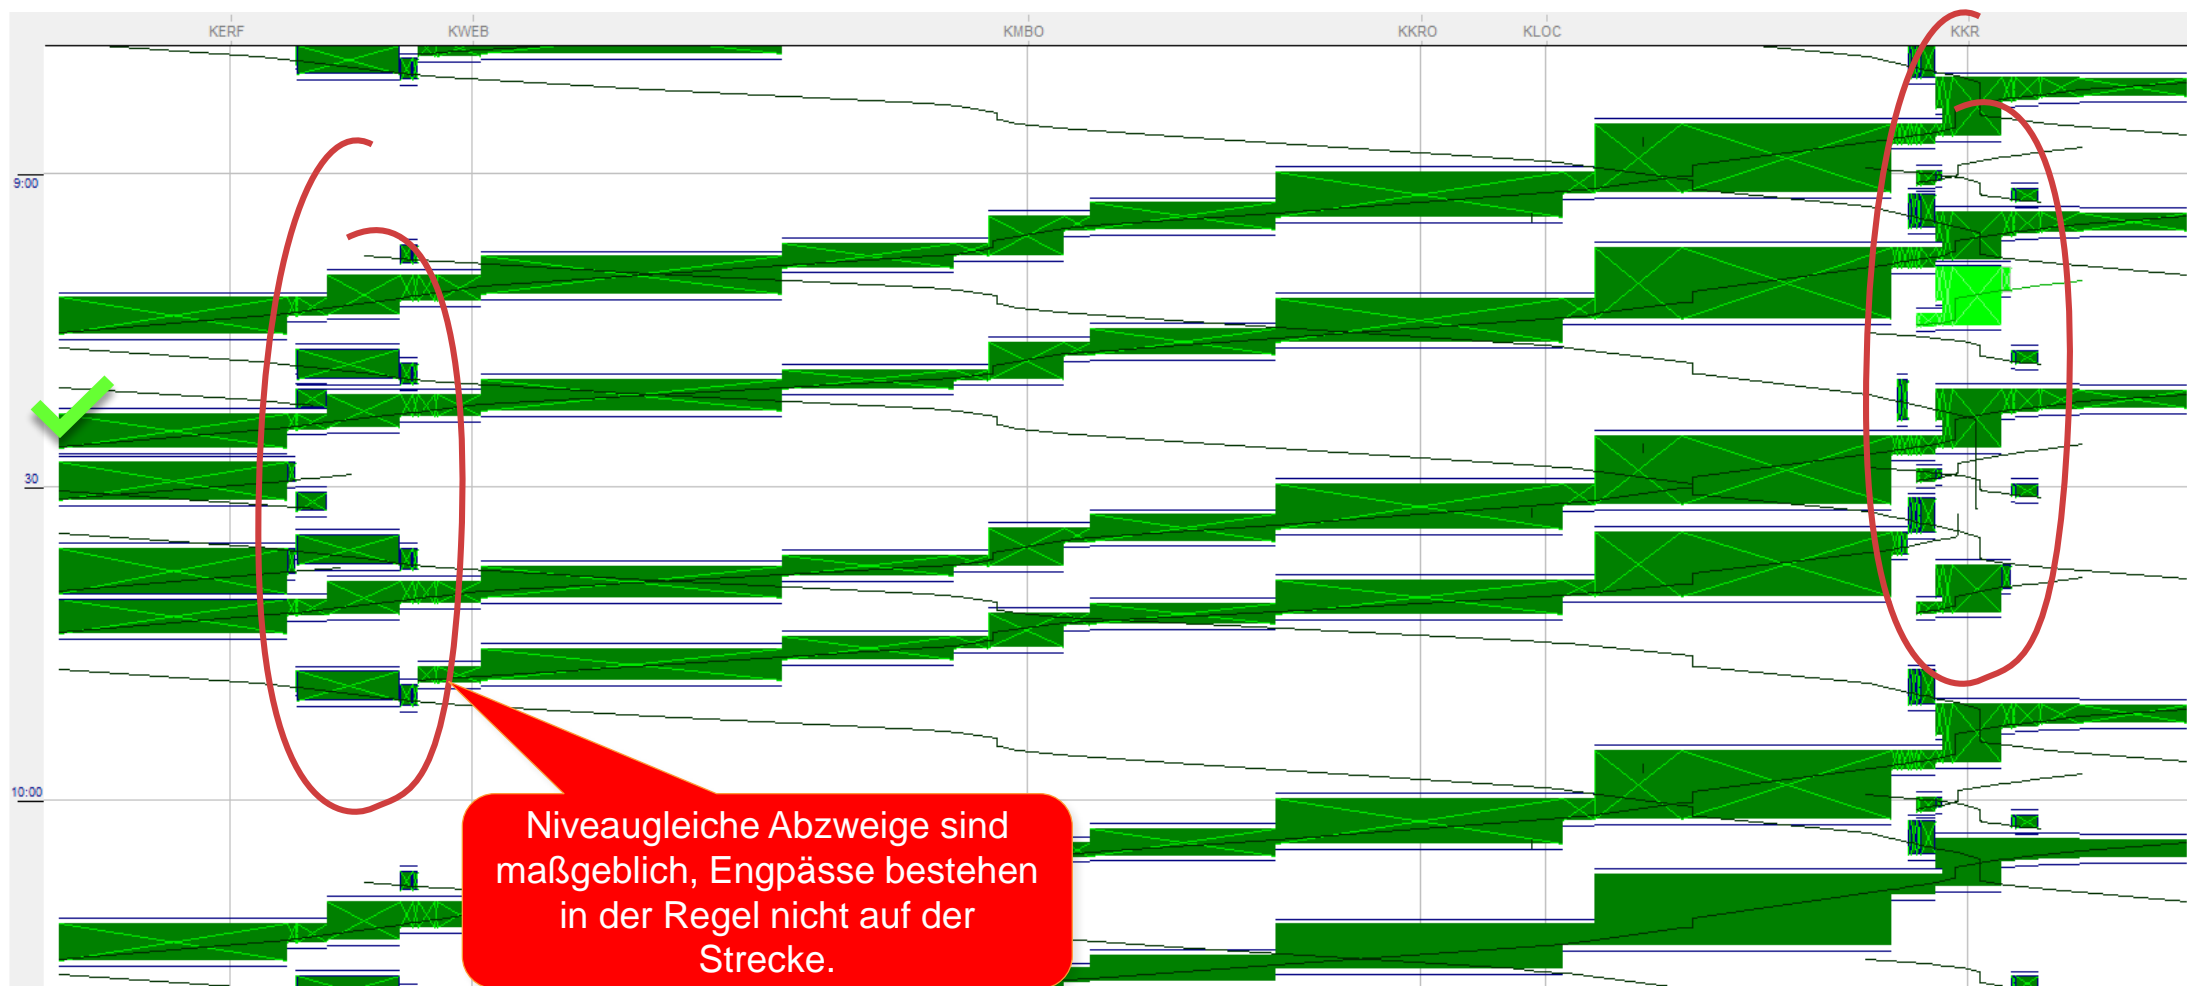 KERF KWEB KMBO KKRO KLOC KKR
9:00
30
10:00
Niveaugleiche Abzweige sind
maßgeblich, Engpässe bestehen
in der Regel nicht auf der
Strecke.